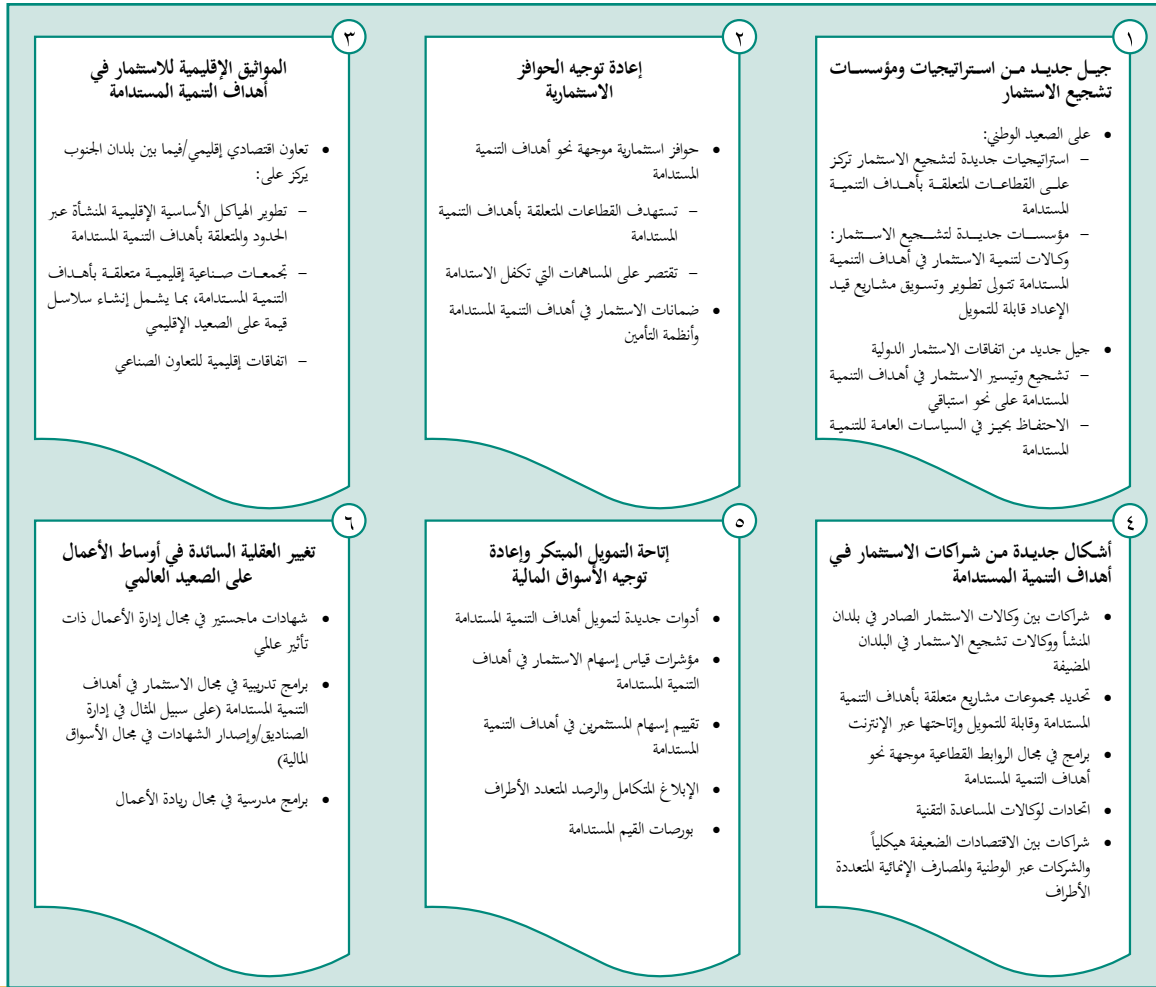 ١
جيل جديد من استراتيجيات ومؤسسات
تشجيع الاستثمار
• على الصعيد الوطني:
– استراتيجيات جديدة لتشجيع الاستثمار تركز
على القطاعات المتعلقة بأهداف التنمية
المستدامة
– مؤسسات جديدة لتشجيع الاستثمار:
وكالات لتنمية الاستثمار في أهداف التنمية
المستدامة تتولى تطوير وتسويق مشاريع قيد
الإعداد قابلة للتمويل
• جيل جديد من اتفاقات الاستثمار الدولية
– تشجيع وتيسير الاستثمار في أهداف التنمية
المستدامة على نحو استباقي
– الاحتفاظ بحيز في السياسات العامة للتنمية
المستدامة
٢
إعادة توجيه الحوافز
الاستثمارية
• حوافز استثمارية موجهة نحو أهداف التنمية
المستدامة
– تستهدف القطاعات المتعلقة بأهداف التنمية
المستدامة
– تقتصر على المساهمات التي تكفل الاستدامة
• ضمانات الاستثمار في أهداف التنمية المستدامة
وأنظمة التأمين
٣
المواثيق الإقليمية للاستثمار في
أهداف التنمية المستدامة
• تعاون اقتصادي إقليمي/فيما بين بلدان الجنوب
يركز على:
– تطوير الهياكل الأساسية الإقليمية المنشأة عبر
الحدود والمتعلقة بأهداف التنمية المستدامة
– تجمعات صناعية إقليمية متعلقة بأهداف
التنمية المستدامة، بما يشمل إنشاء سلاسل
قيمة على الصعيد الإقليمي
– اتفاقات إقليمية للتعاون الصناعي
٤
أشكال جديدة من شراكات الاستثمار في
أهداف التنمية المستدامة
• شراكات بين وكالات الاستثمار الصادر في بلدان
المنشأ ووكالات تشجيع الاستثمار في البلدان
المضيفة
• تحديد مجموعات مشاريع متعلقة بأهداف التنمية
المستدامة وقابلة للتمويل وإتاحتها عبر الإنترنت
• برامج في مجال الروابط القطاعية موجهة نحو
أهداف التنمية المستدامة
• اتحادات لوكالات المساعدة التقنية
• شراكات بين الاقتصادات الضعيفة هيكلياً
والشركات عبر الوطنية والمصارف الإنمائية المتعددة
الأطراف
٥
إتاحة التمويل المبتكر وإعادة
توجيه الأسواق المالية
• أدوات جديدة لتمويل أهداف التنمية المستدامة
• مؤشرات قياس إسهام الاستثمار في أهداف
التنمية المستدامة
• تقييم إسهام المستثمرين في أهداف التنمية
المستدامة
• الإبلاغ المتكامل والرصد المتعدد الأطراف
• بورصات القيم المستدامة
٦
تغيير العقلية السائدة في أوساط الأعمال
على الصعيد العالمي
• شهادات ماجستير في مجال إدارة الأعمال ذات
تأثير عالمي
• برامج تدريبية في مجال الاستثمار في أهداف
التنمية المستدامة (على سبيل المثال في إدارة
الصناديق/وإصدار الشهادات في مجال الأسواق
المالية)
• برامج مدرسية في مجال ريادة الأعمال